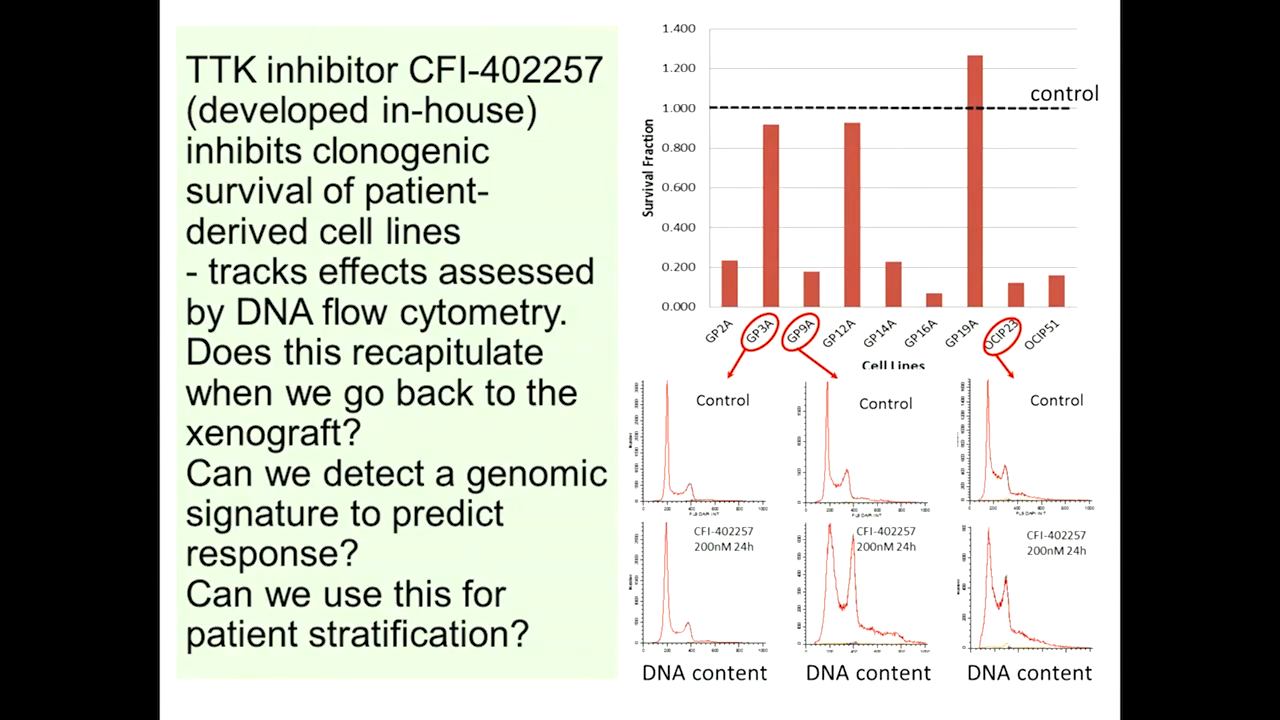 TTK inhibitor CFI-402257
(developed in-house)
inhibits clonogenic
survival of patient-
derived cell lines
- tracks effects assessed
by DNA flow cytometry.
Does this recapitulate
when we go back to the
xenograft?
Can we detect a genomic
signature to predict
response?
Can we use this for
patient stratification?
1.400
1.200
1.000
0.800
0.600
0.400
0.200
0.000
Survival Fraction
control
GP2A
GP3A
GP9A
GP12A
GP14A
GP16A
GP19A
OCIP23
OCIP51
Cell Lines
Control
Control
Control
CFI-402257
200nM 24h
CFI-402257
200nM 24h
CFI-402257
200nM 24h
DNA content
DNA content
DNA content